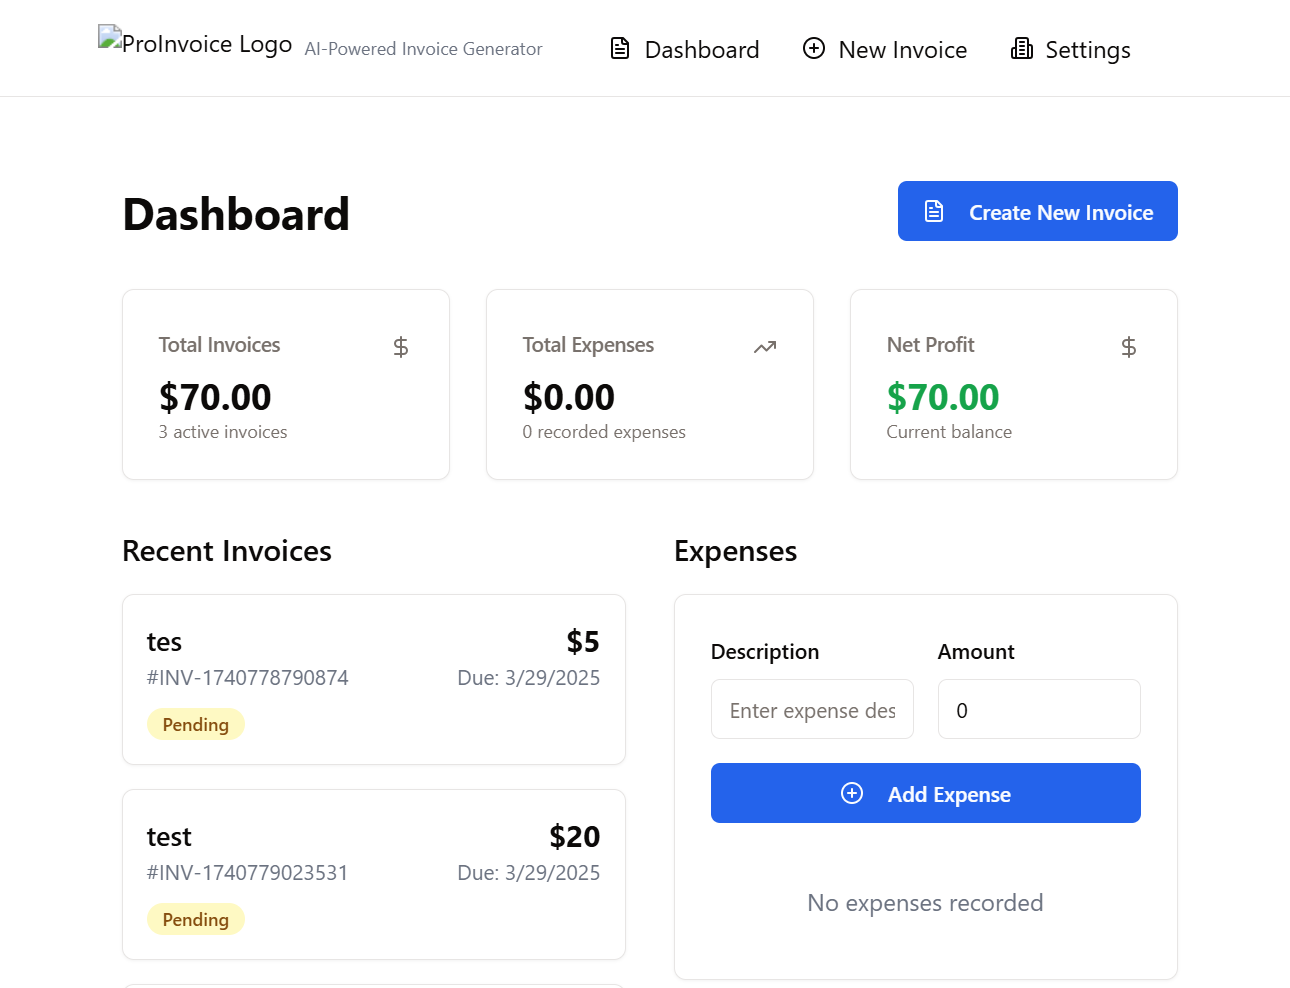 ProInvoice Logo AI-Powered Invoice Generator Dashboard New Invoice Settings
Dashboard
Create New Invoice
Total Invoices
$70.00
3 active invoices
Total Expenses
$0.00
0 recorded expenses
Net Profit
$70.00
Current balance
Recent Invoices
tes $5
#INV-1740778790874 Due: 3/29/2025
Pending
test $20
#INV-1740779023531 Due: 3/29/2025
Pending
Expenses
Description Amount
Enter expense des 0
Add Expense
No expenses recorded